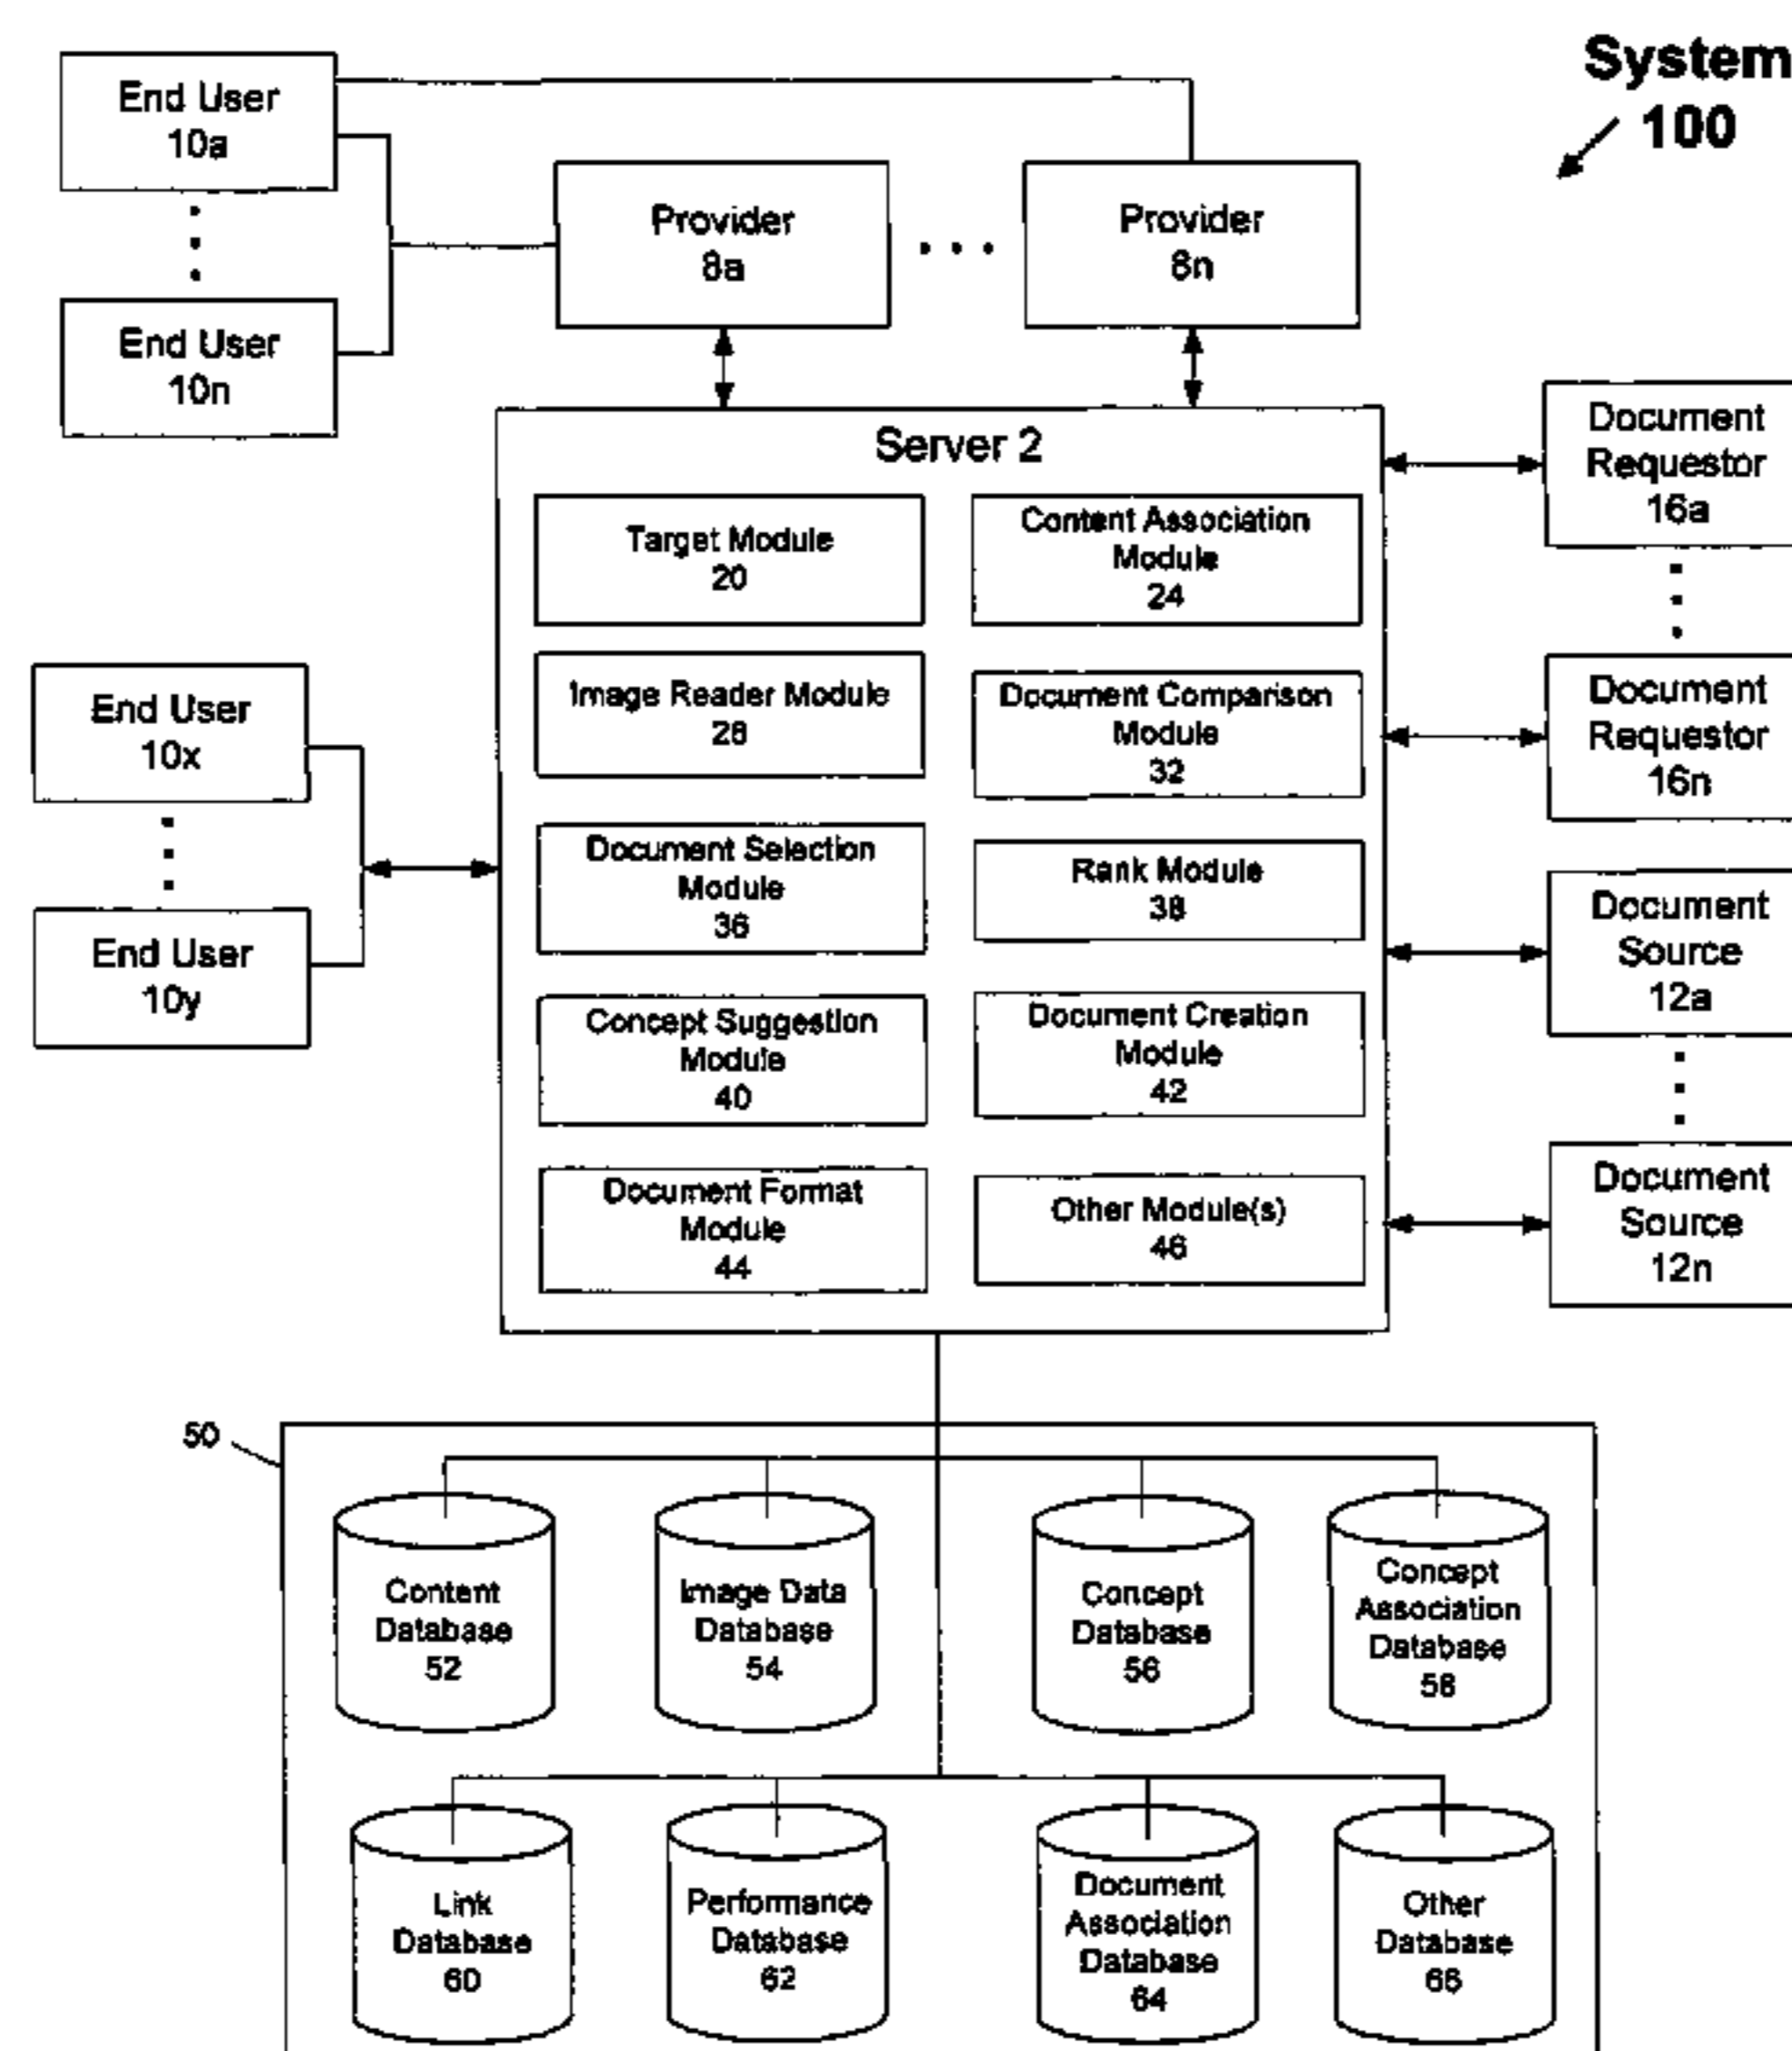 System
100
End User
10a
End User
10n
Provider
8a
Provider
8n
Server 2
Target Module
20
Content Association
Module
24
Image Reader Module
28
Document Comparison
Module
32
Document Selection
Module
36
Rank Module
38
Concept Suggestion
Module
40
Document Creation
Module
42
Document Format
Module
44
Other Module(s)
46
End User
10x
End User
10y
Document
Requestor
16a
Document
Requestor
16n
Document
Source
12a
Document
Source
12n
50
Content
Database
52
Image Data
Database
54
Concept
Database
56
Concept
Association
Database
58
Link
Database
60
Performance
Database
62
Document
Association
Database
64
Other
Database
66